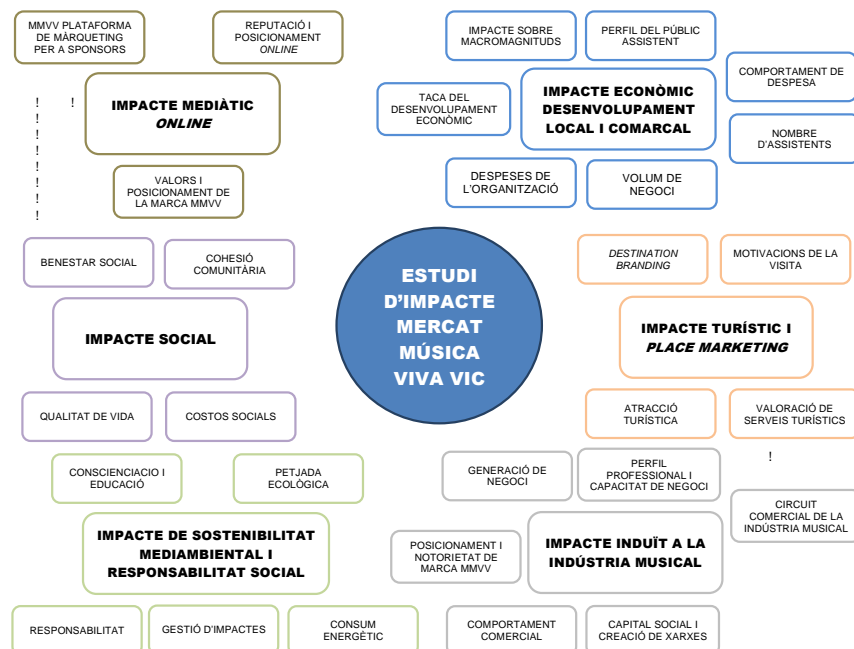 MMVV PLATAFORMA
DE MÀRQUETING
PER A SPONSORS
REPUTACIÓ I
POSICIONAMENT
ONLINE
!
!
!
!
!
!
!
!
!
IMPACTE MEDIÀTIC
ONLINE
VALORS I
POSICIONAMENT DE
LA MARCA MMVV
IMPACTE SOBRE
MACROMAGNITUDS
PERFIL DEL PÚBLIC
ASSISTENT
COMPORTAMENT DE
DESPESA
TACA DEL
DESENVOLUPAMENT
ECONÒMIC
IMPACTE ECONÒMIC
DESENVOLUPAMENT
LOCAL I COMARCAL
NOMBRE
D'ASSISTENTS
DESPESES DE
L'ORGANITZACIÓ
VOLUM DE
NEGOCI
BENESTAR SOCIAL
COHESIÓ
COMUNITÀRIA
IMPACTE SOCIAL
QUALITAT DE VIDA
COSTOS SOCIALS
ESTUDI
D’IMPACTE
MERCAT
MÚSICA
VIVA VIC
DESTINATION
BRANDING
MOTIVACIONS DE LA
VISITA
IMPACTE TURÍSTIC I
PLACE MARKETING
ATRACCIÓ
TURÍSTICA
VALORACIÓ DE
SERVEIS TURÍSTICS
!
CONSCIENCIACIO I
EDUCACIÓ
PETJADA
ECOLÒGICA
IMPACTE DE SOSTENIBILITAT
MEDIAMBIENTAL I
RESPONSABILITAT SOCIAL
RESPONSABILITAT
GESTIÓ D'IMPACTES
CONSUM
ENERGÈTIC
GENERACIÓ DE
NEGOCI
PERFIL
PROFESSIONAL I
CAPACITAT DE NEGOCI
CIRCUIT
COMERCIAL DE LA
INDÚSTRIA MUSICAL
POSICIONAMENT I
NOTORIETAT DE
MARCA MMVV
IMPACTE INDUÏT A LA
INDÚSTRIA MUSICAL
COMPORTAMENT
COMERCIAL
CAPITAL SOCIAL I
CREACIÓ DE XARXES